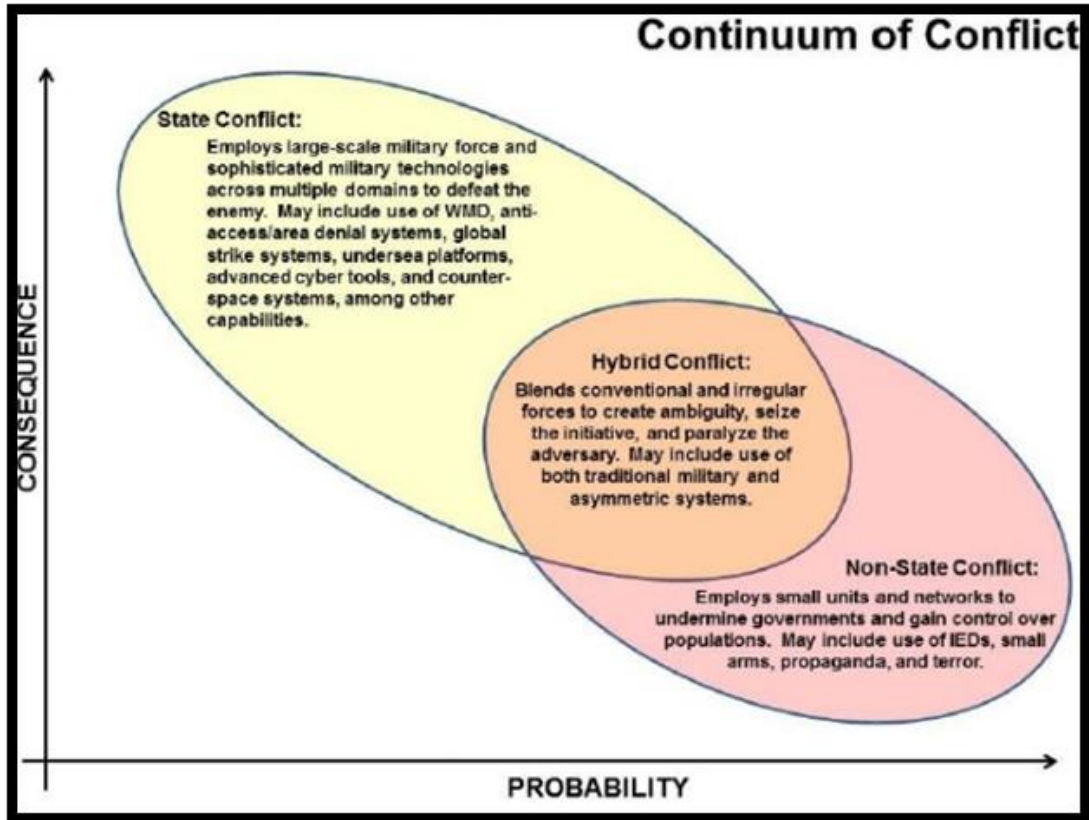 Continuum of Conflict
State Conflict:
Employs large-scale military force and
sophisticated military technologies
across multiple domains to defeat the
enemy. May include use of WMD, anti-
access/area denial systems, global
strike systems, undersea platforms,
advanced cyber tools, and counter-
space systems, among other
capabilities.
CONSEQUENCE
Hybrid Conflict:
Blends conventional and irregular
forces to create ambiguity, seize
the initiative, and paralyze the
adversary. May include use of
both traditional military and
asymmetric systems.
Non-State Conflict:
Employs small units and networks to
undermine governments and gain control over
populations. May include use of IEDs, small
arms, propaganda, and terror.
PROBABILITY